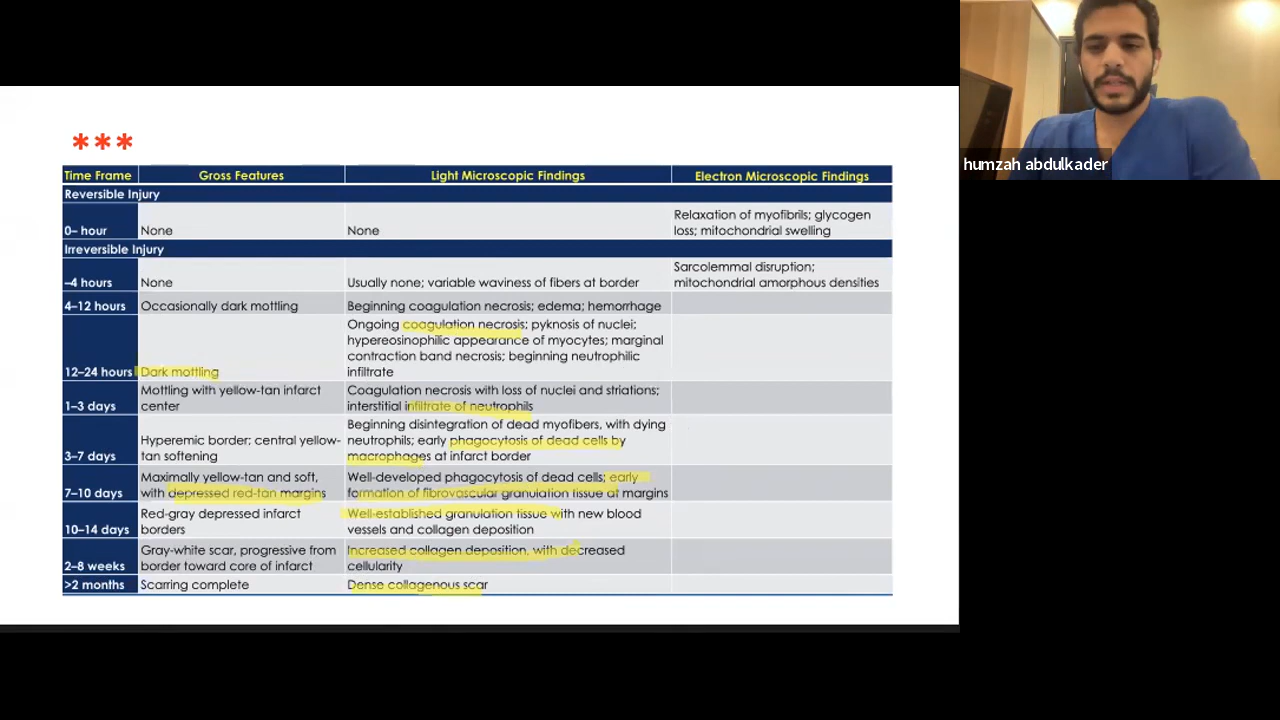 ***
Time Frame Gross Features Light Microscopic Findings Electron Microscopic Findings
Reversible Injury
0– hour None None Relaxation of myofibrils; glycogen
loss; mitochondrial swelling
Irreversible Injury
–4 hours None Usually none; variable waviness of fibers at border Sarcolemmal disruption;
mitochondrial amorphous densities
4–12 hours Occasionally dark mottling Beginning coagulation necrosis; edema; hemorrhage
12–24 hours Dark mottling Ongoing coagulation necrosis; pyknosis of nuclei;
hypereosinophilic appearance of myocytes; marginal
contraction band necrosis; beginning neutrophilic
infiltrate
1–3 days Mottling with yellow-tan infarct
center
Coagulation necrosis with loss of nuclei and striations;
interstitial infiltrate of neutrophils
3–7 days Hyperemic border; central yellow-
tan softening
Beginning disintegration of dead myofibers, with dying
neutrophils; early phagocytosis of dead cells by
macrophages at infarct border
7–10 days Maximally yellow-tan and soft,
with depressed red-tan margins
Well-developed phagocytosis of dead cells; early
formation of fibrovascular granulation tissue at margins
10–14 days Red-gray depressed infarct
borders
Well-established granulation tissue with new blood
vessels and collagen deposition
2–8 weeks Gray-white scar, progressive from
border toward core of infarct
Increased collagen deposition, with decreased
cellularity
>2 months Scarring complete Dense collagenous scar
humzah abdulkader